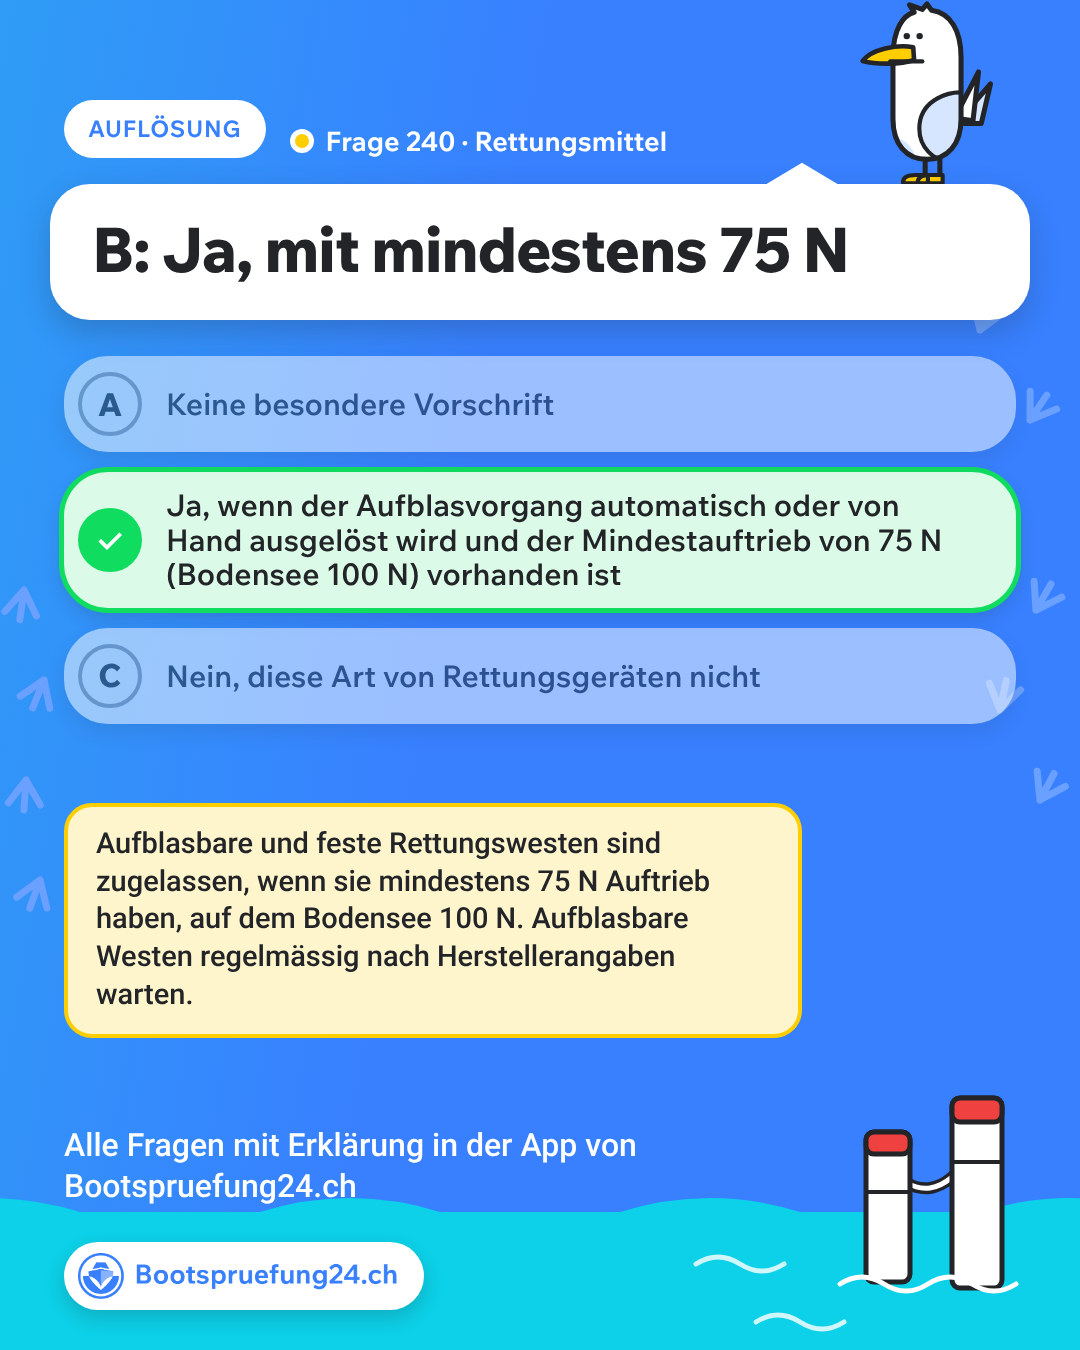 AUFLÖSUNG
Frage 240 · Rettungsmittel
B: Ja, mit mindestens 75 N
A
Keine besondere Vorschrift
Ja, wenn der Aufblasvorgang automatisch oder von
Hand ausgelöst wird und der Mindestauftrieb von 75 N
(Bodensee 100 N) vorhanden ist
C
Nein, diese Art von Rettungsgeräten nicht
Aufblasbare und feste Rettungswesten sind
zugelassen, wenn sie mindestens 75 N Auftrieb
haben, auf dem Bodensee 100 N. Aufblasbare
Westen regelmässig nach Herstellerangaben
warten.
Alle Fragen mit Erklärung in der App von
Bootspruefung24.ch
Bootspruefung24.ch